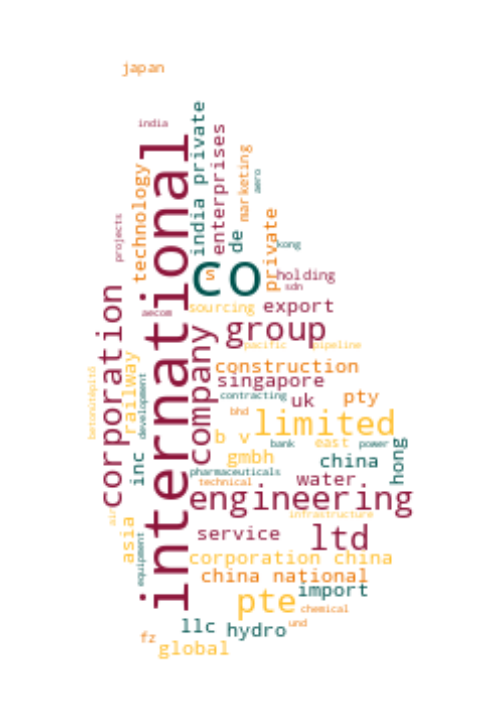 japan
india
international
india private
enterprises
technology
marketing
aero
projects
de
private
kong
co
s
holding
sdn
sourcing
export
aecom
corporation
group
company
pacific
pipeline
railway
construction
singapore
development
contracting
uk
pty
betonútépítő
bhd
limited
b v
bank
east
power
hong
gmbh
china
inc
pharmaceuticals
technical
water
engineering
air
infrastructure
asia
service
ltd
equipment
corporation china
china national
import
pte
chemical
llc
hydro
und
fz
global